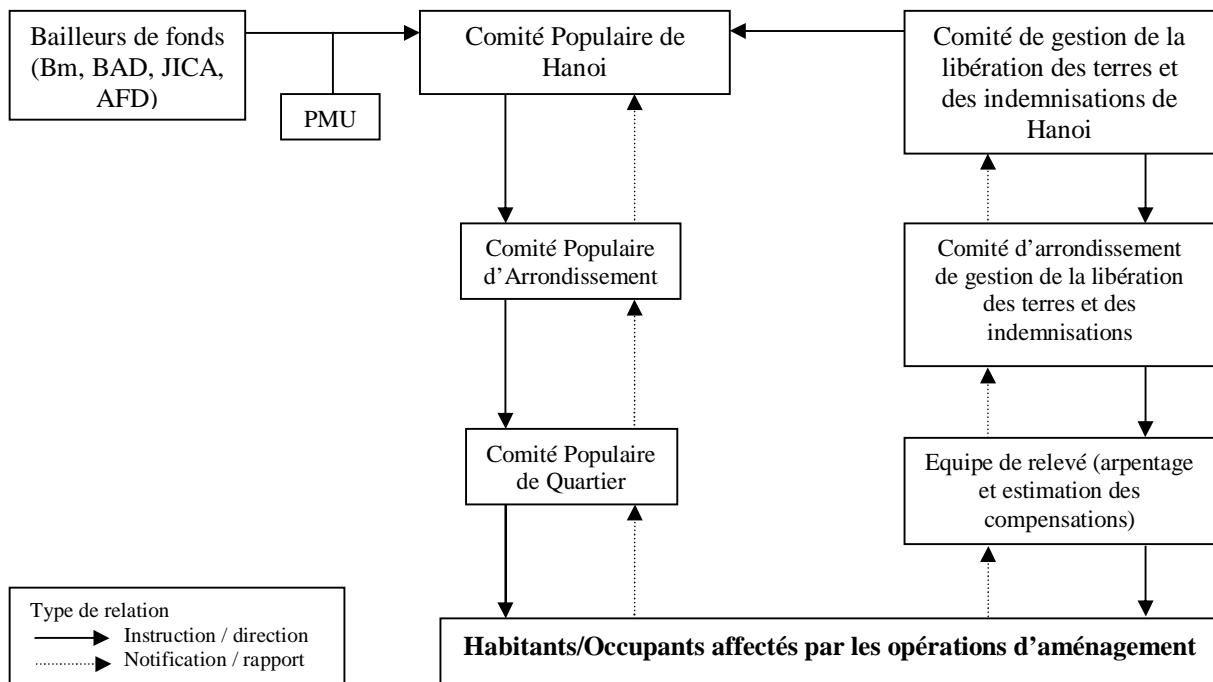 Bailleurs de fonds
(Bm, BAD, JICA,
AFD)
PMU
Comité Populaire de
Hanoi
Comité de gestion de la
libération des terres et
des indemnisations de
Hanoi
Comité Populaire
d’Arrondissement
Comité d’arrondissement
de gestion de la libération
des terres et des
indemnisations
Comité Populaire
de Quartier
Equipe de relevé (arpentage
et estimation des
compensations)
Type de relation
Instruction / direction
Notification / rapport
Habitants/Occupants affectés par les opérations d’aménagement